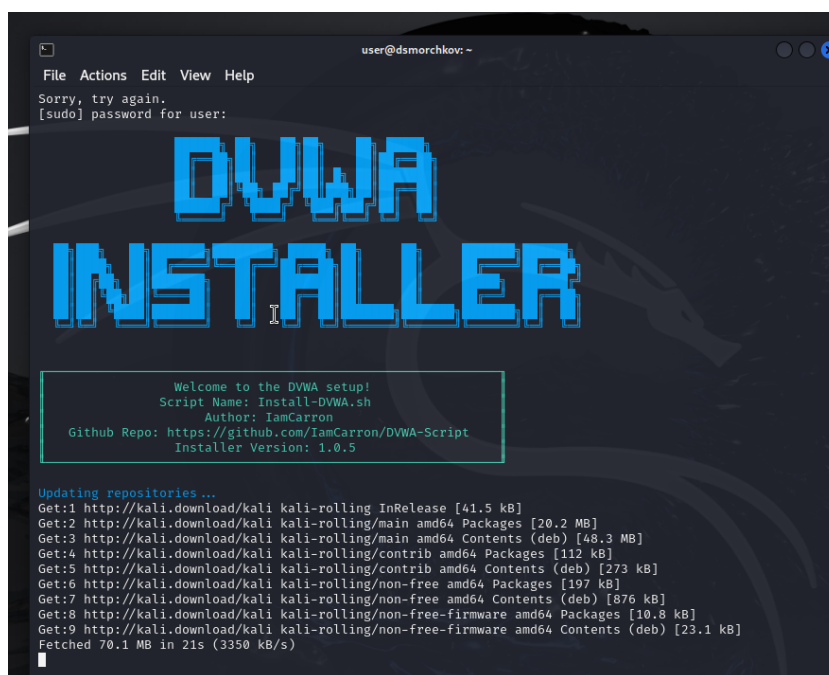 user@dsmorchkov: ~
File Actions Edit View Help
Sorry, try again.
[sudo] password for user:
DVWA
INSTALLER
Welcome to the DVWA setup!
Script Name: Install-DVWA.sh
Author: IamCarron
Github Repo: https://github.com/IamCarron/DVWA-Script
Installer Version: 1.0.5
Updating repositories...
Get:1 http://kali.download/kali kali-rolling InRelease [41.5 kB]
Get:2 http://kali.download/kali kali-rolling/main amd64 Packages [20.2 MB]
Get:3 http://kali.download/kali kali-rolling/main amd64 Contents (deb) [48.3 MB]
Get:4 http://kali.download/kali kali-rolling/contrib amd64 Packages [112 kB]
Get:5 http://kali.download/kali kali-rolling/contrib amd64 Contents (deb) [273 kB]
Get:6 http://kali.download/kali kali-rolling/non-free amd64 Packages [197 kB]
Get:7 http://kali.download/kali kali-rolling/non-free amd64 Contents (deb) [876 kB]
Get:8 http://kali.download/kali kali-rolling/non-free-firmware amd64 Packages [10.8 kB]
Get:9 http://kali.download/kali kali-rolling/non-free-firmware amd64 Contents (deb) [23.1 kB]
Fetched 70.1 MB in 21s (3350 kB/s)